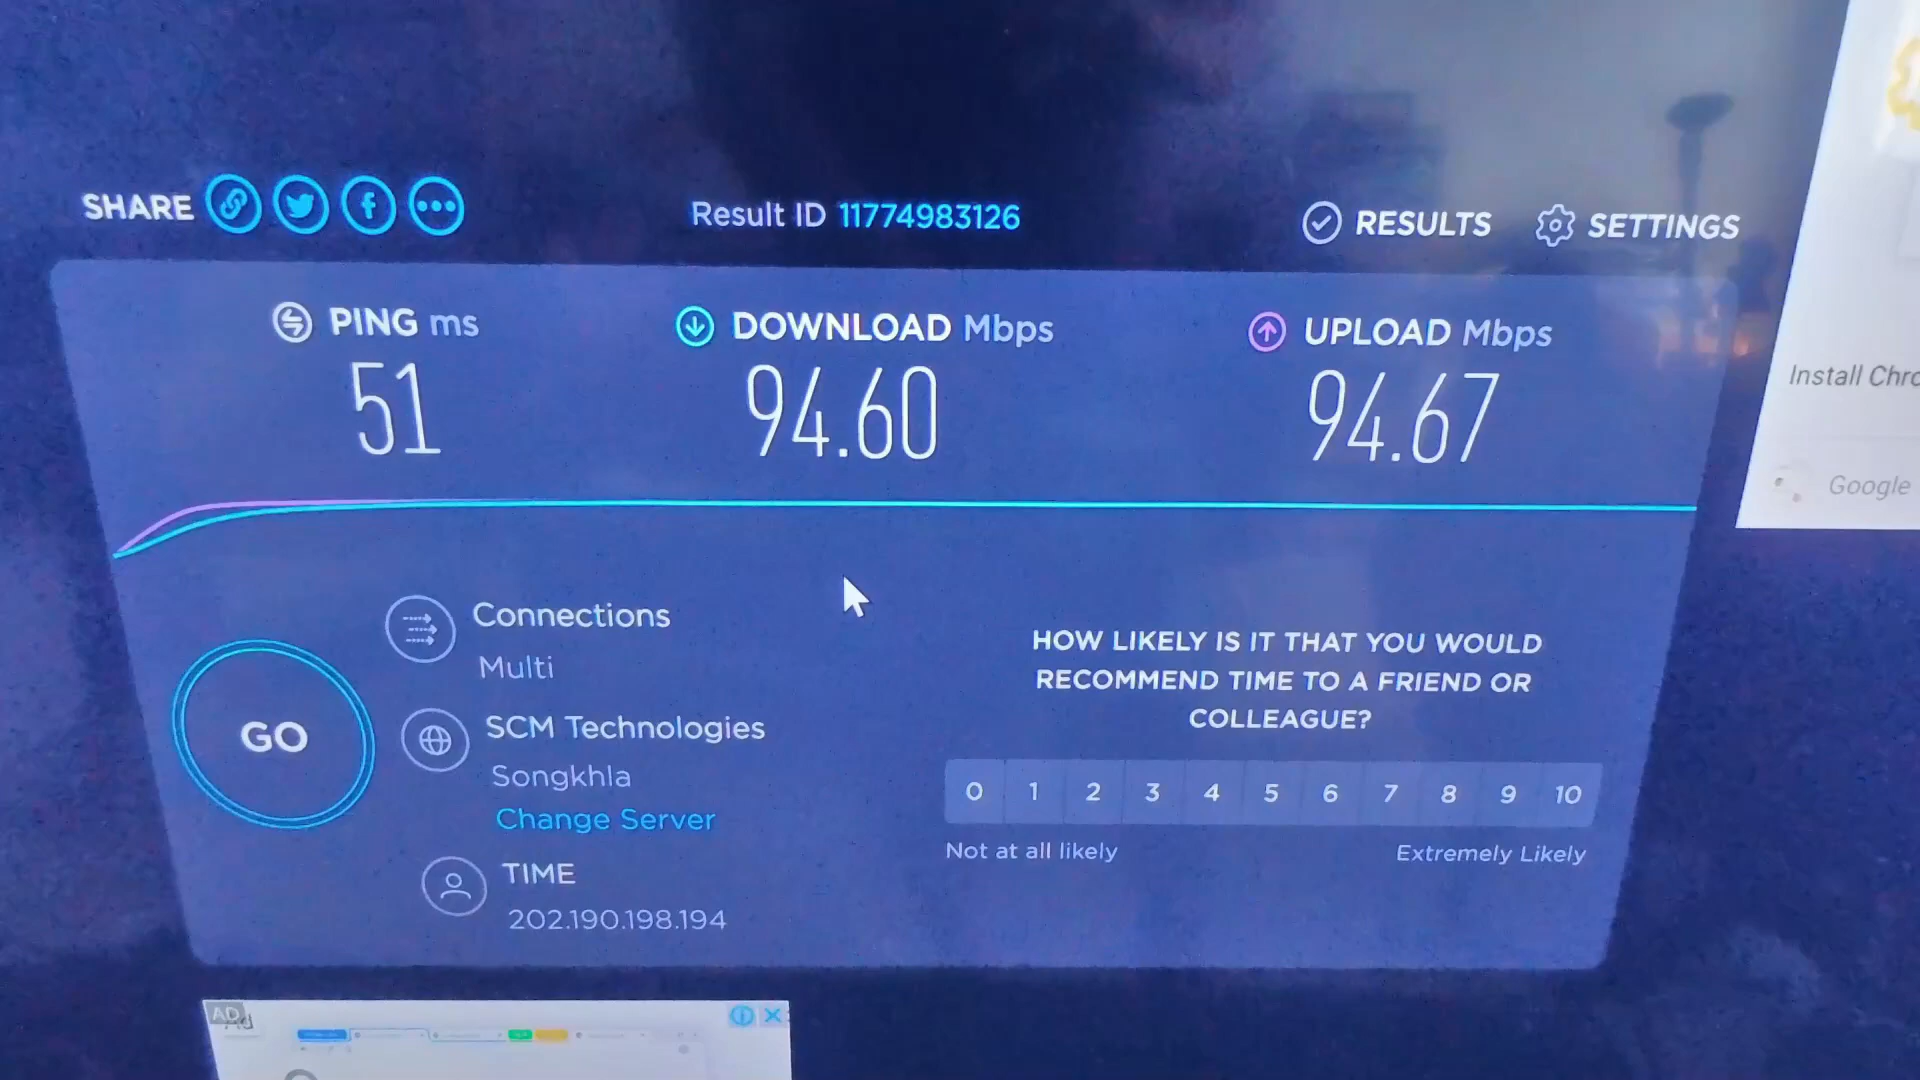 SHARE
Result ID 11774983126
RESULTS
SETTINGS
PING ms
51
DOWNLOAD Mbps
94.60
UPLOAD Mbps
94.67
Install Chro
Google
GO
Connections
Multi
SCM Technologies
Songkhla
Change Server
TIME
202.190.198.194
HOW LIKELY IS IT THAT YOU WOULD
RECOMMEND TIME TO A FRIEND OR
COLLEAGUE?
0 1 2 3 4 5 6 7 8 9 10
Not at all likely
Extremely Likely
AD
Ad